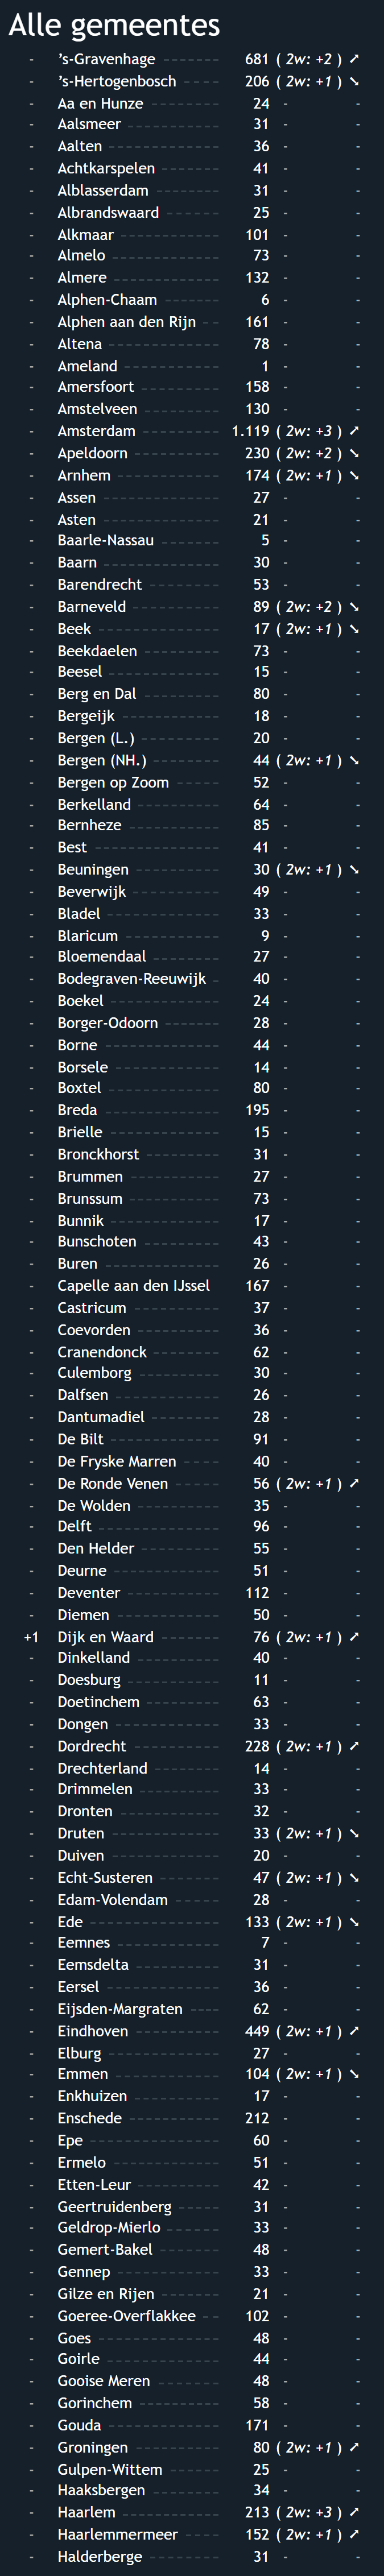 Alle gemeentes
- 's-Gravenhage ------- 681 ( 2w: +2 ) ➚
- 's-Hertogenbosch ----- 206 ( 2w: +1 ) ➘
- Aa en Hunze -------- 24 - -
- Aalsmeer ----------- 31 - -
- Aalten ------------- 36 - -
- Achtkarspelen ------- 41 - -
- Alblasserdam -------- 31 - -
- Albrandswaard ------ 25 - -
- Alkmaar ----------- 101 - -
- Almelo ------------ 73 - -
- Almere ------------ 132 - -
- Alphen-Chaam ------- 6 - -
- Alphen aan den Rijn -- 161 - -
- Altena ------------- 78 - -
- Ameland ----------- 1 - -
- Amersfoort --------- 158 - -
- Amstelveen --------- 130 - -
- Amsterdam --------- 1.119 ( 2w: +3 ) ➚
- Apeldoorn ---------- 230 ( 2w: +2 ) ➘
- Arnhem ------------ 174 ( 2w: +1 ) ➘
- Assen ------------- 27 - -
- Asten ------------- 21 - -
- Baarle-Nassau ------- 5 - -
- Baarn ------------- 30 - -
- Barendrecht -------- 53 - -
- Barneveld ---------- 89 ( 2w: +2 ) ➘
- Beek -------------- 17 ( 2w: +1 ) ➘
- Beekdaelen --------- 73 - -
- Beesel ------------- 15 - -
- Berg en Dal --------- 80 - -
- Bergeijk ----------- 18 - -
- Bergen (L.) --------- 20 - -
- Bergen (NH.) -------- 44 ( 2w: +1 ) ➘
- Bergen op Zoom ----- 52 - -
- Berkelland ---------- 64 - -
- Bernheze ----------- 85 - -
- Best -------------- 41 - -
- Beuningen ---------- 30 ( 2w: +1 ) ➘
- Beverwijk ---------- 49 - -
- Bladel ------------- 33 - -
- Blaricum ----------- 9 - -
- Bloemendaal -------- 27 - -
- Bodegraven-Reeuwijk - 40 - -
- Boekel ------------- 24 - -
- Borger-Odoorn ------ 28 - -
- Borne ------------- 44 - -
- Borsele ------------ 14 - -
- Boxtel ------------- 80 - -
- Breda ------------- 195 - -
- Brielle ------------ 15 - -
- Bronckhorst --------- 31 - -
- Brummen ---------- 27 - -
- Brunssum ---------- 73 - -
- Bunnik ------------ 17 - -
- Bunschoten --------- 43 - -
- Buren ------------- 26 - -
- Capelle aan den IJssel 167 - -
- Castricum ---------- 37 - -
- Coevorden ---------- 36 - -
- Cranendonck -------- 62 - -
- Culemborg ---------- 30 - -
- Dalfsen ------------ 26 - -
- Dantumadiel -------- 28 - -
- De Bilt ------------ 91 - -
- De Fryske Marren ---- 40 - -
- De Ronde Venen ----- 56 ( 2w: +1 ) ➚
- De Wolden ---------- 35 - -
- Delft -------------- 96 - -
- Den Helder --------- 55 - -
- Deurne ------------ 51 - -
- Deventer ----------- 112 - -
- Diemen ------------ 50 - -
+1 Dijk en Waard ------- 76 ( 2w: +1 ) ➚
- Dinkelland ---------- 40 - -
- Doesburg ----------- 11 - -
- Doetinchem --------- 63 - -
- Dongen ------------ 33 - -
- Dordrecht ---------- 228 ( 2w: +1 ) ➚
- Drechterland -------- 14 - -
- Drimmelen --------- 33 - -
- Dronten ----------- 32 - -
- Druten ------------ 33 ( 2w: +1 ) ➘
- Duiven ------------ 20 - -
- Echt-Susteren ------- 47 ( 2w: +1 ) ➘
- Edam-Volendam ----- 28 - -
- Ede --------------- 133 ( 2w: +1 ) ➘
- Eemnes ------------ 7 - -
- Eemsdelta ---------- 31 - -
- Eersel ------------- 36 - -
- Eijsden-Margraten ---- 62 - -
- Eindhoven ---------- 449 ( 2w: +1 ) ➚
- Elburg ------------- 27 - -
- Emmen ------------ 104 ( 2w: +1 ) ➘
- Enkhuizen ---------- 17 - -
- Enschede ----------- 212 - -
- Epe --------------- 60 - -
- Ermelo ------------ 51 - -
- Etten-Leur ---------- 42 - -
- Geertruidenberg ----- 31 - -
- Geldrop-Mierlo ------ 33 - -
- Gemert-Bakel ------- 48 - -
- Gennep ------------ 33 - -
- Gilze en Rijen ------- 21 - -
- Goeree-Overflakkee -- 102 - -
- Goes -------------- 48 - -
- Goirle ------------- 44 - -
- Gooise Meren ------- 48 - -
- Gorinchem --------- 58 - -
- Gouda ------------- 171 - -
- Groningen ---------- 80 ( 2w: +1 ) ➚
- Gulpen-Wittem ------ 25 - -
- Haaksbergen -------- 34 - -
- Haarlem ----------- 213 ( 2w: +3 ) ➚
- Haarlemmermeer ---- 152 ( 2w: +1 ) ➚
- Halderberge --------- 31 - -